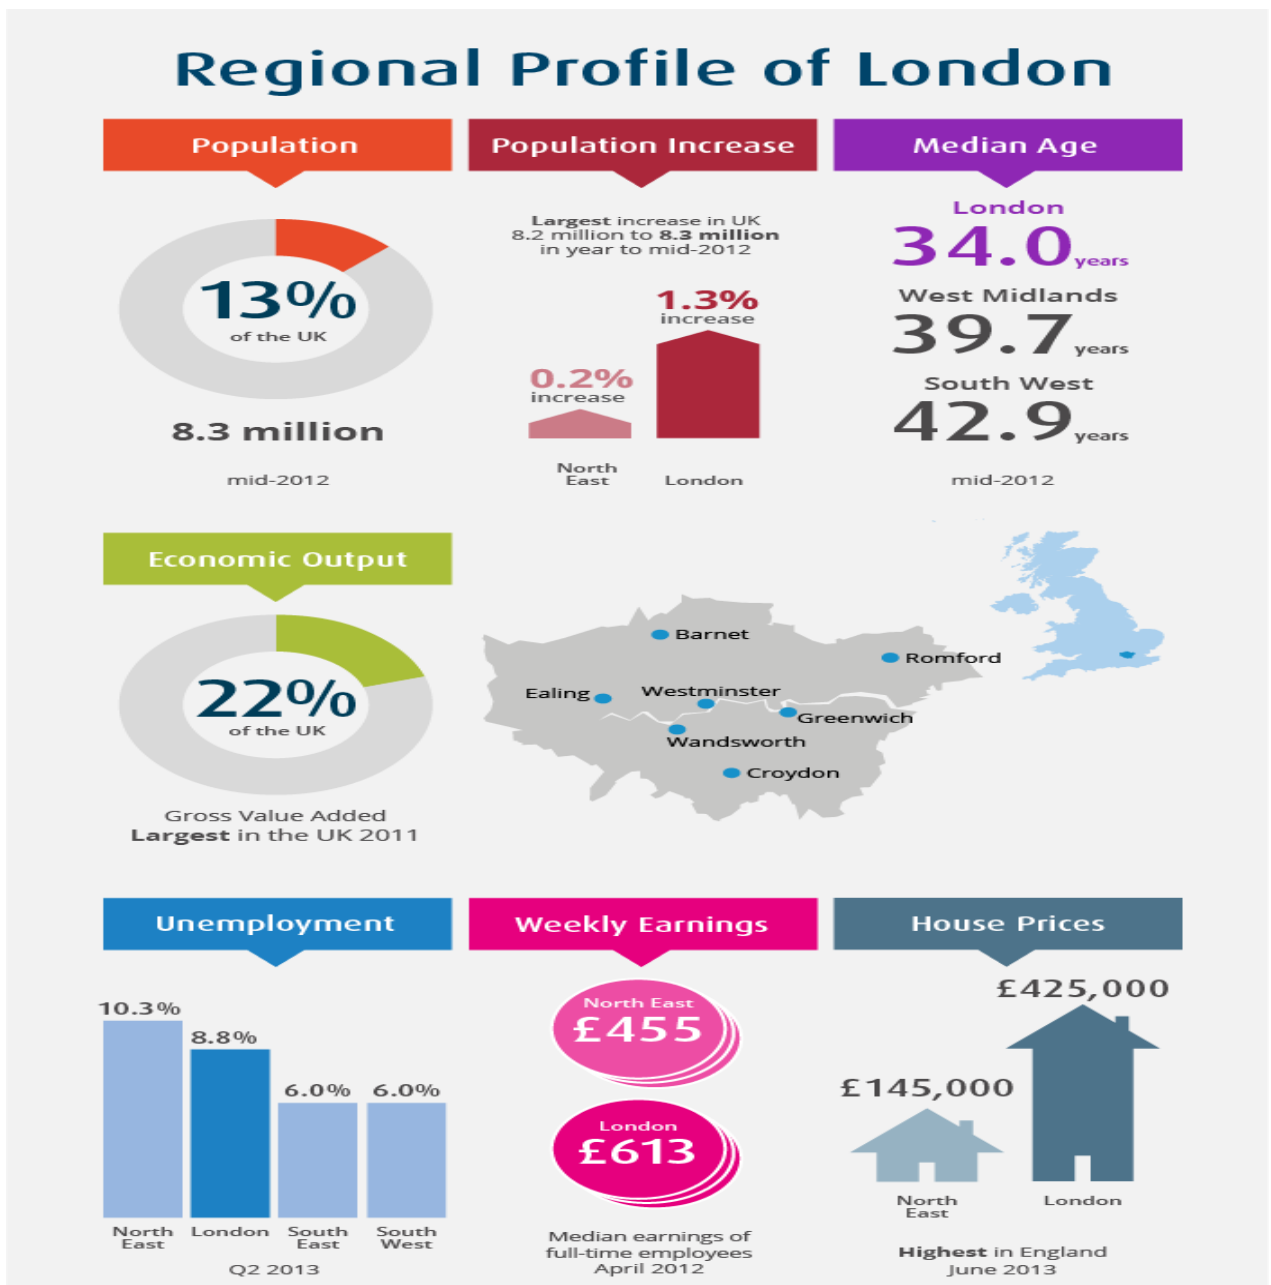 Regional Profile of London
Population
13%
of the UK
8.3 million
mid-2012
Population Increase
Largest increase in UK
8.2 million to 8.3 million
in year to mid-2012
1.3%
increase
0.2%
increase
North
East
London
Median Age
London
34.0 years
West Midlands
39.7 years
South West
42.9 years
mid-2012
Economic Output
22%
of the UK
Gross Value Added
Largest in the UK 2011
Barnet
Romford
Ealing
Westminster
Greenwich
Wandsworth
Croydon
Unemployment
10.3%
8.8%
6.0%
6.0%
North
East
London
South
East
South
West
Q2 2013
Weekly Earnings
North East
£455
London
£613
Median earnings of
full-time employees
April 2012
House Prices
£425,000
£145,000
North
East
London
Highest in England
June 2013